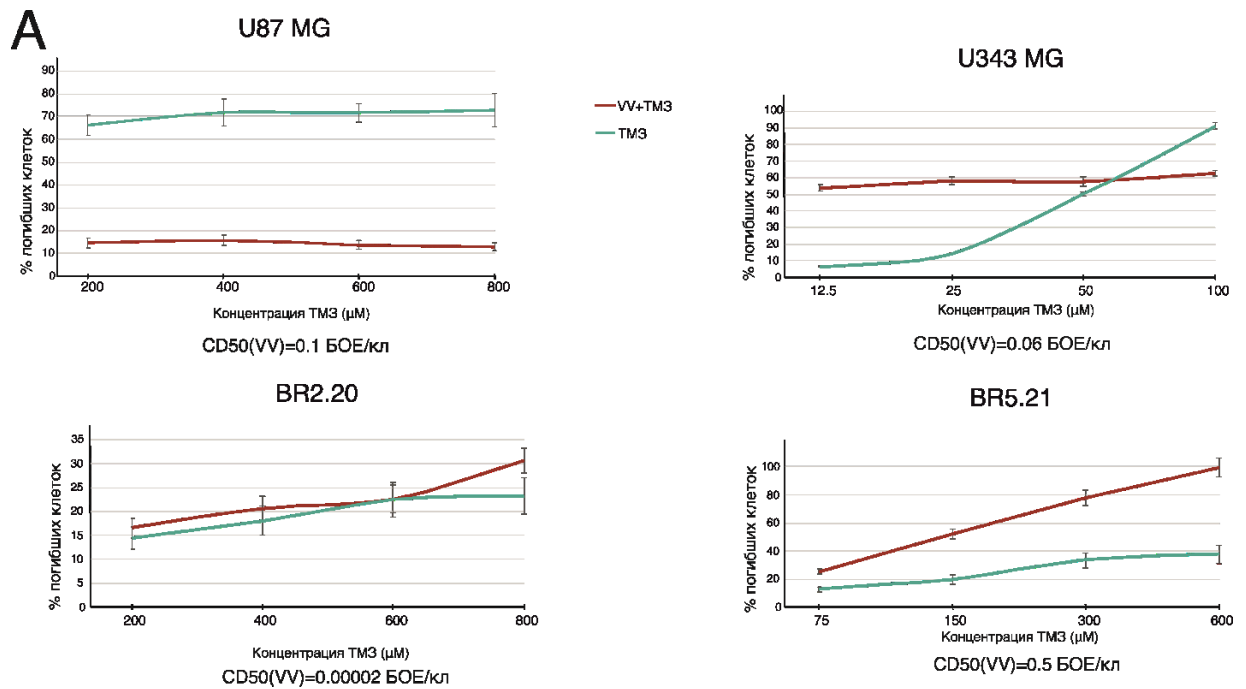 A
U87 MG
90
80
70
60
50
40
30
20
10
0
% погибших клеток
200 400 600 800
Концентрация ТМЗ (µM)
CD50(VV)=0.1 БОЕ/кл
VV+ТМЗ
ТМЗ
U343 MG
100
90
80
70
60
50
40
30
20
10
0
% погибших клеток
12.5 25 50 100
Концентрация ТМЗ (µM)
CD50(VV)=0.06 БОЕ/кл
BR2.20
35
30
25
20
15
10
5
0
% погибших клеток
200 400 600 800
Концентрация ТМЗ (µM)
CD50(VV)=0.00002 БОЕ/кл
BR5.21
100
80
60
40
20
0
% погибших клеток
75 150 300 600
Концентрация ТМЗ (µM)
CD50(VV)=0.5 БОЕ/кл